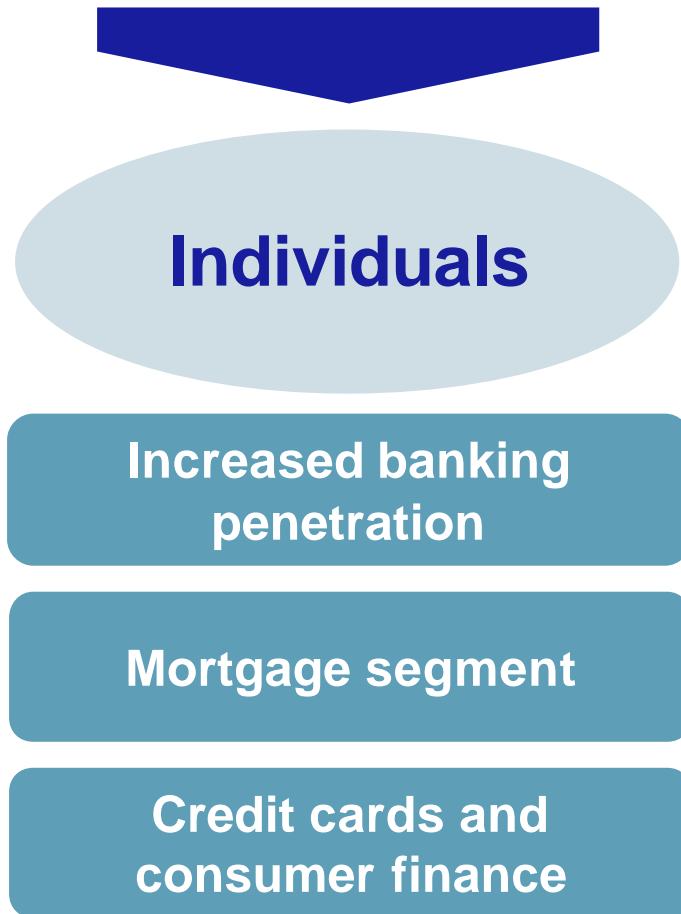 Individuals
Increased banking
penetration
Mortgage segment
Credit cards and
consumer finance